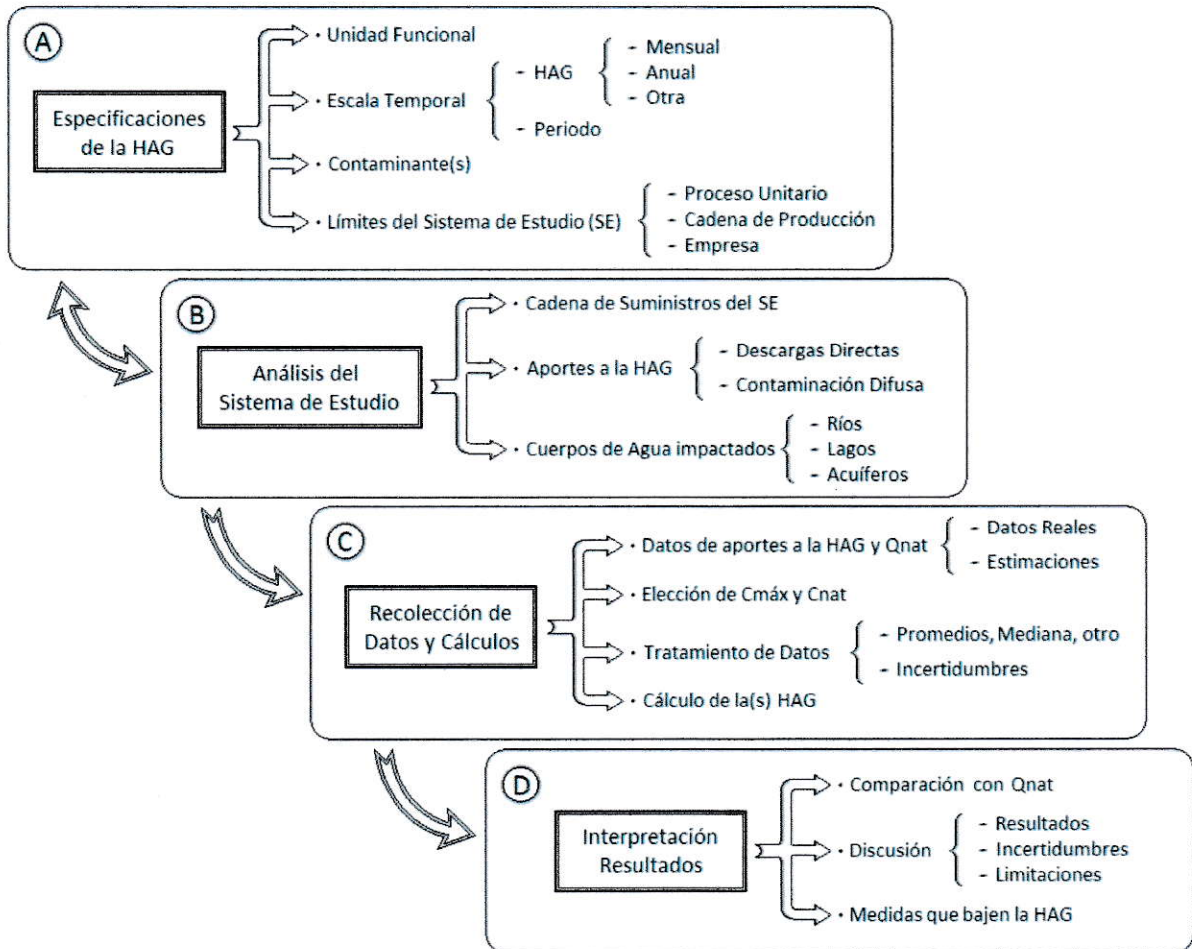 A
Especificaciones
de la HAG
· Unidad Funcional
· Escala Temporal
- HAG
- Mensual
- Anual
- Otra
- Periodo
· Contaminante(s)
· Límites del Sistema de Estudio (SE)
- Proceso Unitario
- Cadena de Producción
- Empresa
B
Análisis del
Sistema de Estudio
· Cadena de Suministros del SE
· Aportes a la HAG
- Descargas Directas
- Contaminación Difusa
· Cuerpos de Agua impactados
- Ríos
- Lagos
- Acuíferos
C
Recolección de
Datos y Cálculos
· Datos de aportes a la HAG y Qnat
- Datos Reales
- Estimaciones
· Elección de Cmáx y Cnat
· Tratamiento de Datos
- Promedios, Mediana, otro
- Incertidumbres
· Cálculo de la(s) HAG
D
Interpretación
Resultados
· Comparación con Qnat
· Discusión
- Resultados
- Incertidumbres
- Limitaciones
· Medidas que bajen la HAG